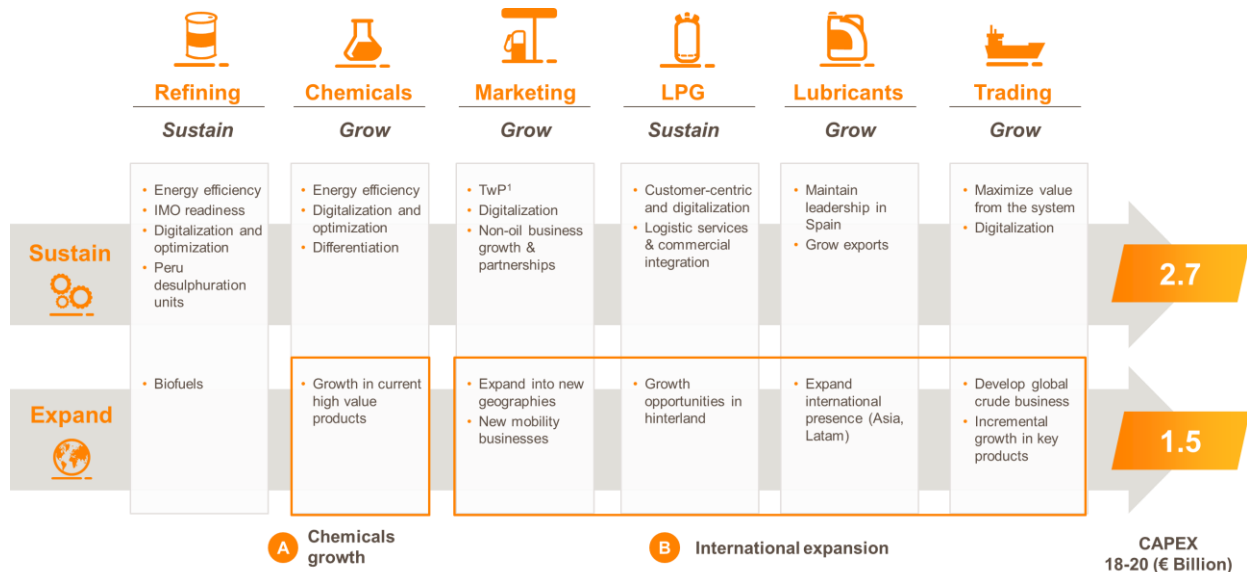 Refining
Chemicals
Marketing
LPG
Lubricants
Trading
Sustain
Grow
Grow
Sustain
Grow
Grow
Sustain
• Energy efficiency
• IMO readiness
• Digitalization and
optimization
• Peru
desulphuration
units
• Energy efficiency
• Digitalization and
optimization
• Differentiation
• TwP¹
• Digitalization
• Non-oil business
growth &
partnerships
• Customer-centric
and digitalization
• Logistic services
& commercial
integration
• Maintain
leadership in
Spain
• Grow exports
• Maximize value
from the system
• Digitalization
2.7
Expand
• Biofuels
• Growth in current
high value
products
• Expand into new
geographies
• New mobility
businesses
• Growth
opportunities in
hinterland
• Expand
international
presence (Asia,
Latam)
• Develop global
crude business
• Incremental
growth in key
products
1.5
A
Chemicals
growth
B
International expansion
CAPEX
18-20 (€ Billion)